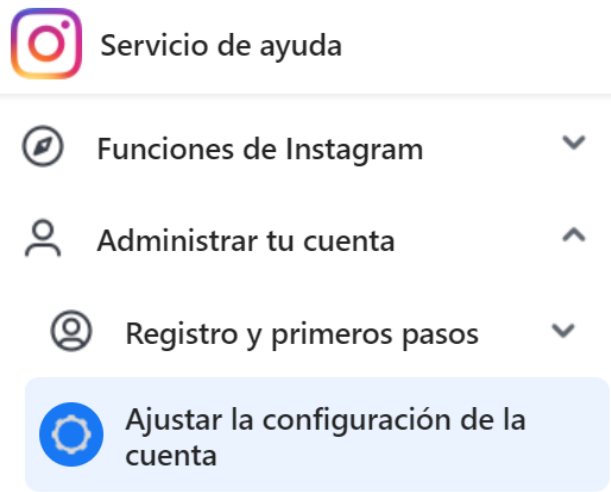 Servicio de ayuda
Funciones de Instagram
Administrar tu cuenta
Registro y primeros pasos
Ajustar la configuración de la
cuenta